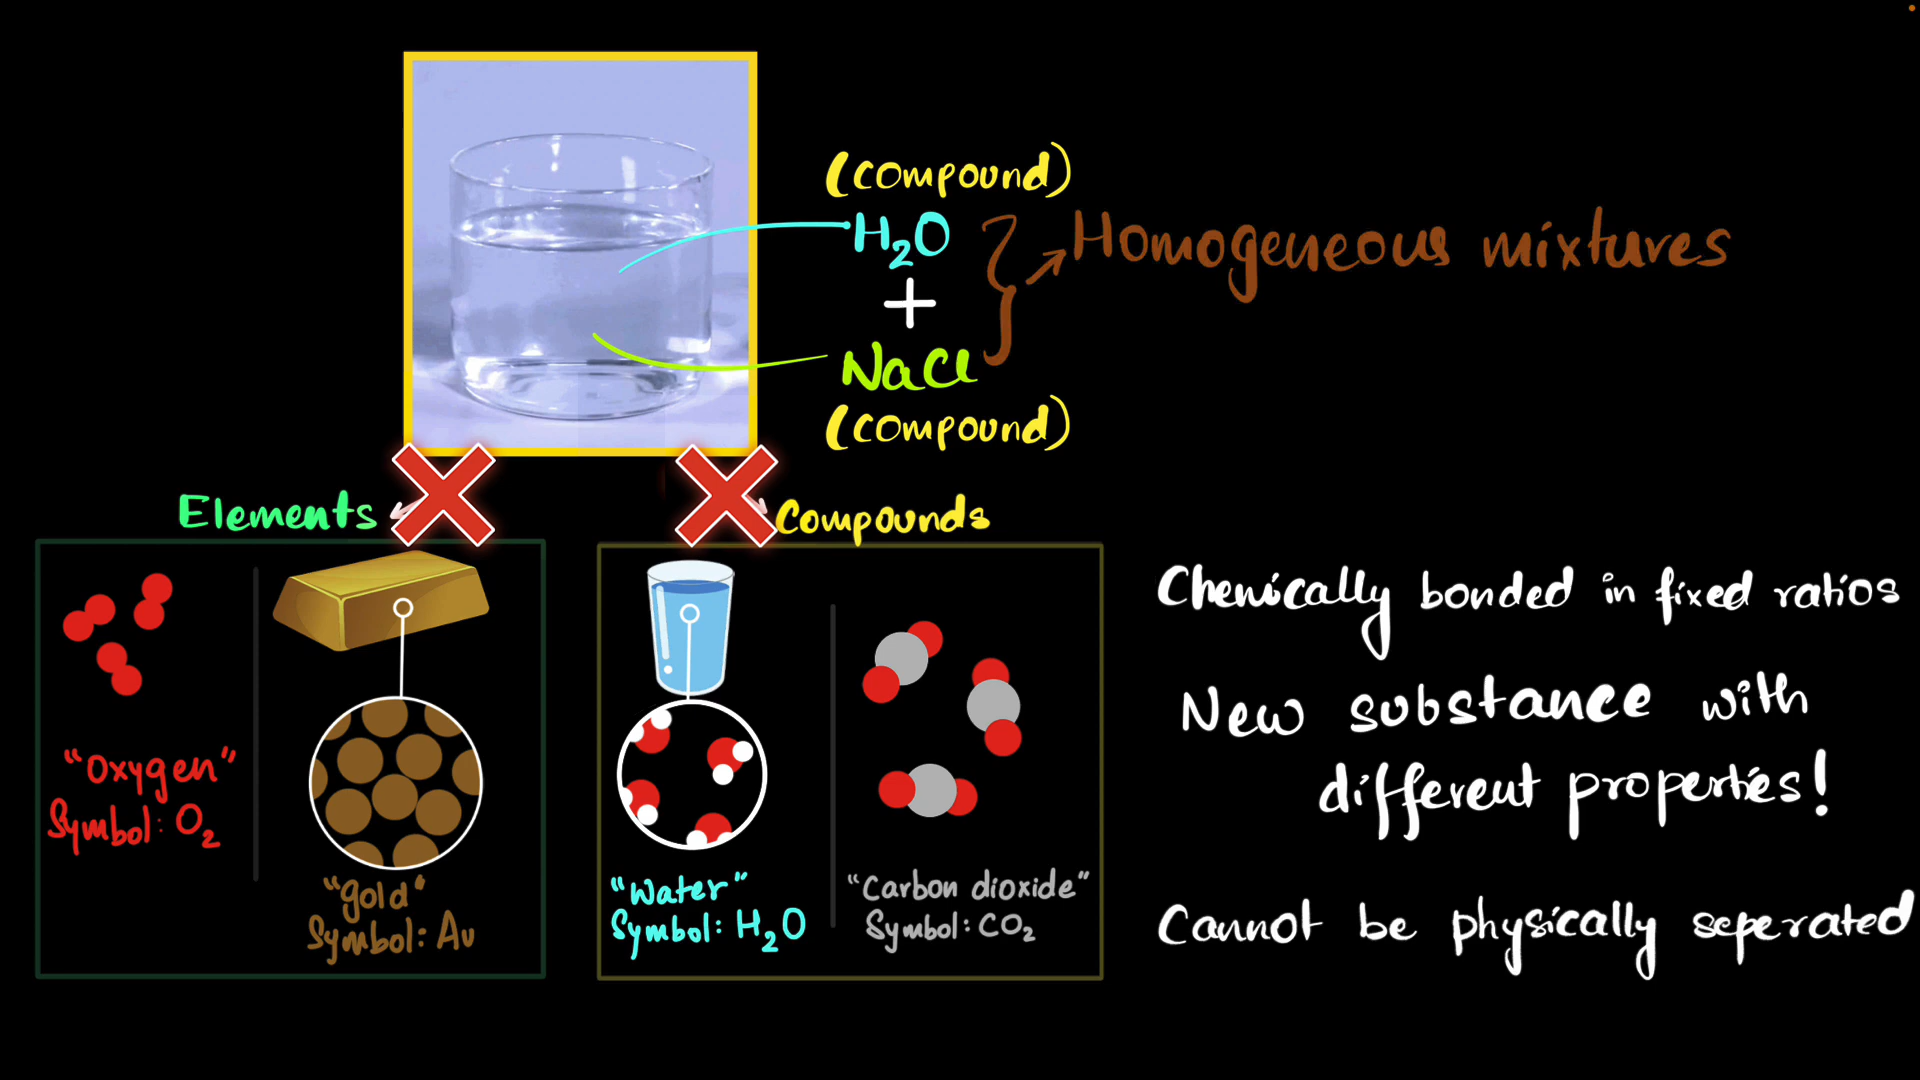 (compound)
H₂O
+
NaCl
(compound)
Homogeneous mixtures
Elements
Compounds
"Oxygen"
Symbol: O₂
"gold"
Symbol: Au
"Water"
Symbol: H₂O
"Carbon dioxide"
Symbol: CO₂
Chemically bonded in fixed ratios
New substance with
different properties!
Cannot be physically seperated